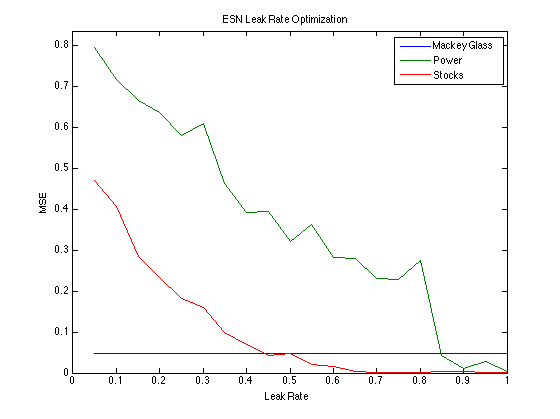 ESN Leak Rate Optimization
Mackey Glass
Power
Stocks
MSE
0.8
0.7
0.6
0.5
0.4
0.3
0.2
0.1
0
0 0.1 0.2 0.3 0.4 0.5 0.6 0.7 0.8 0.9 1
Leak Rate